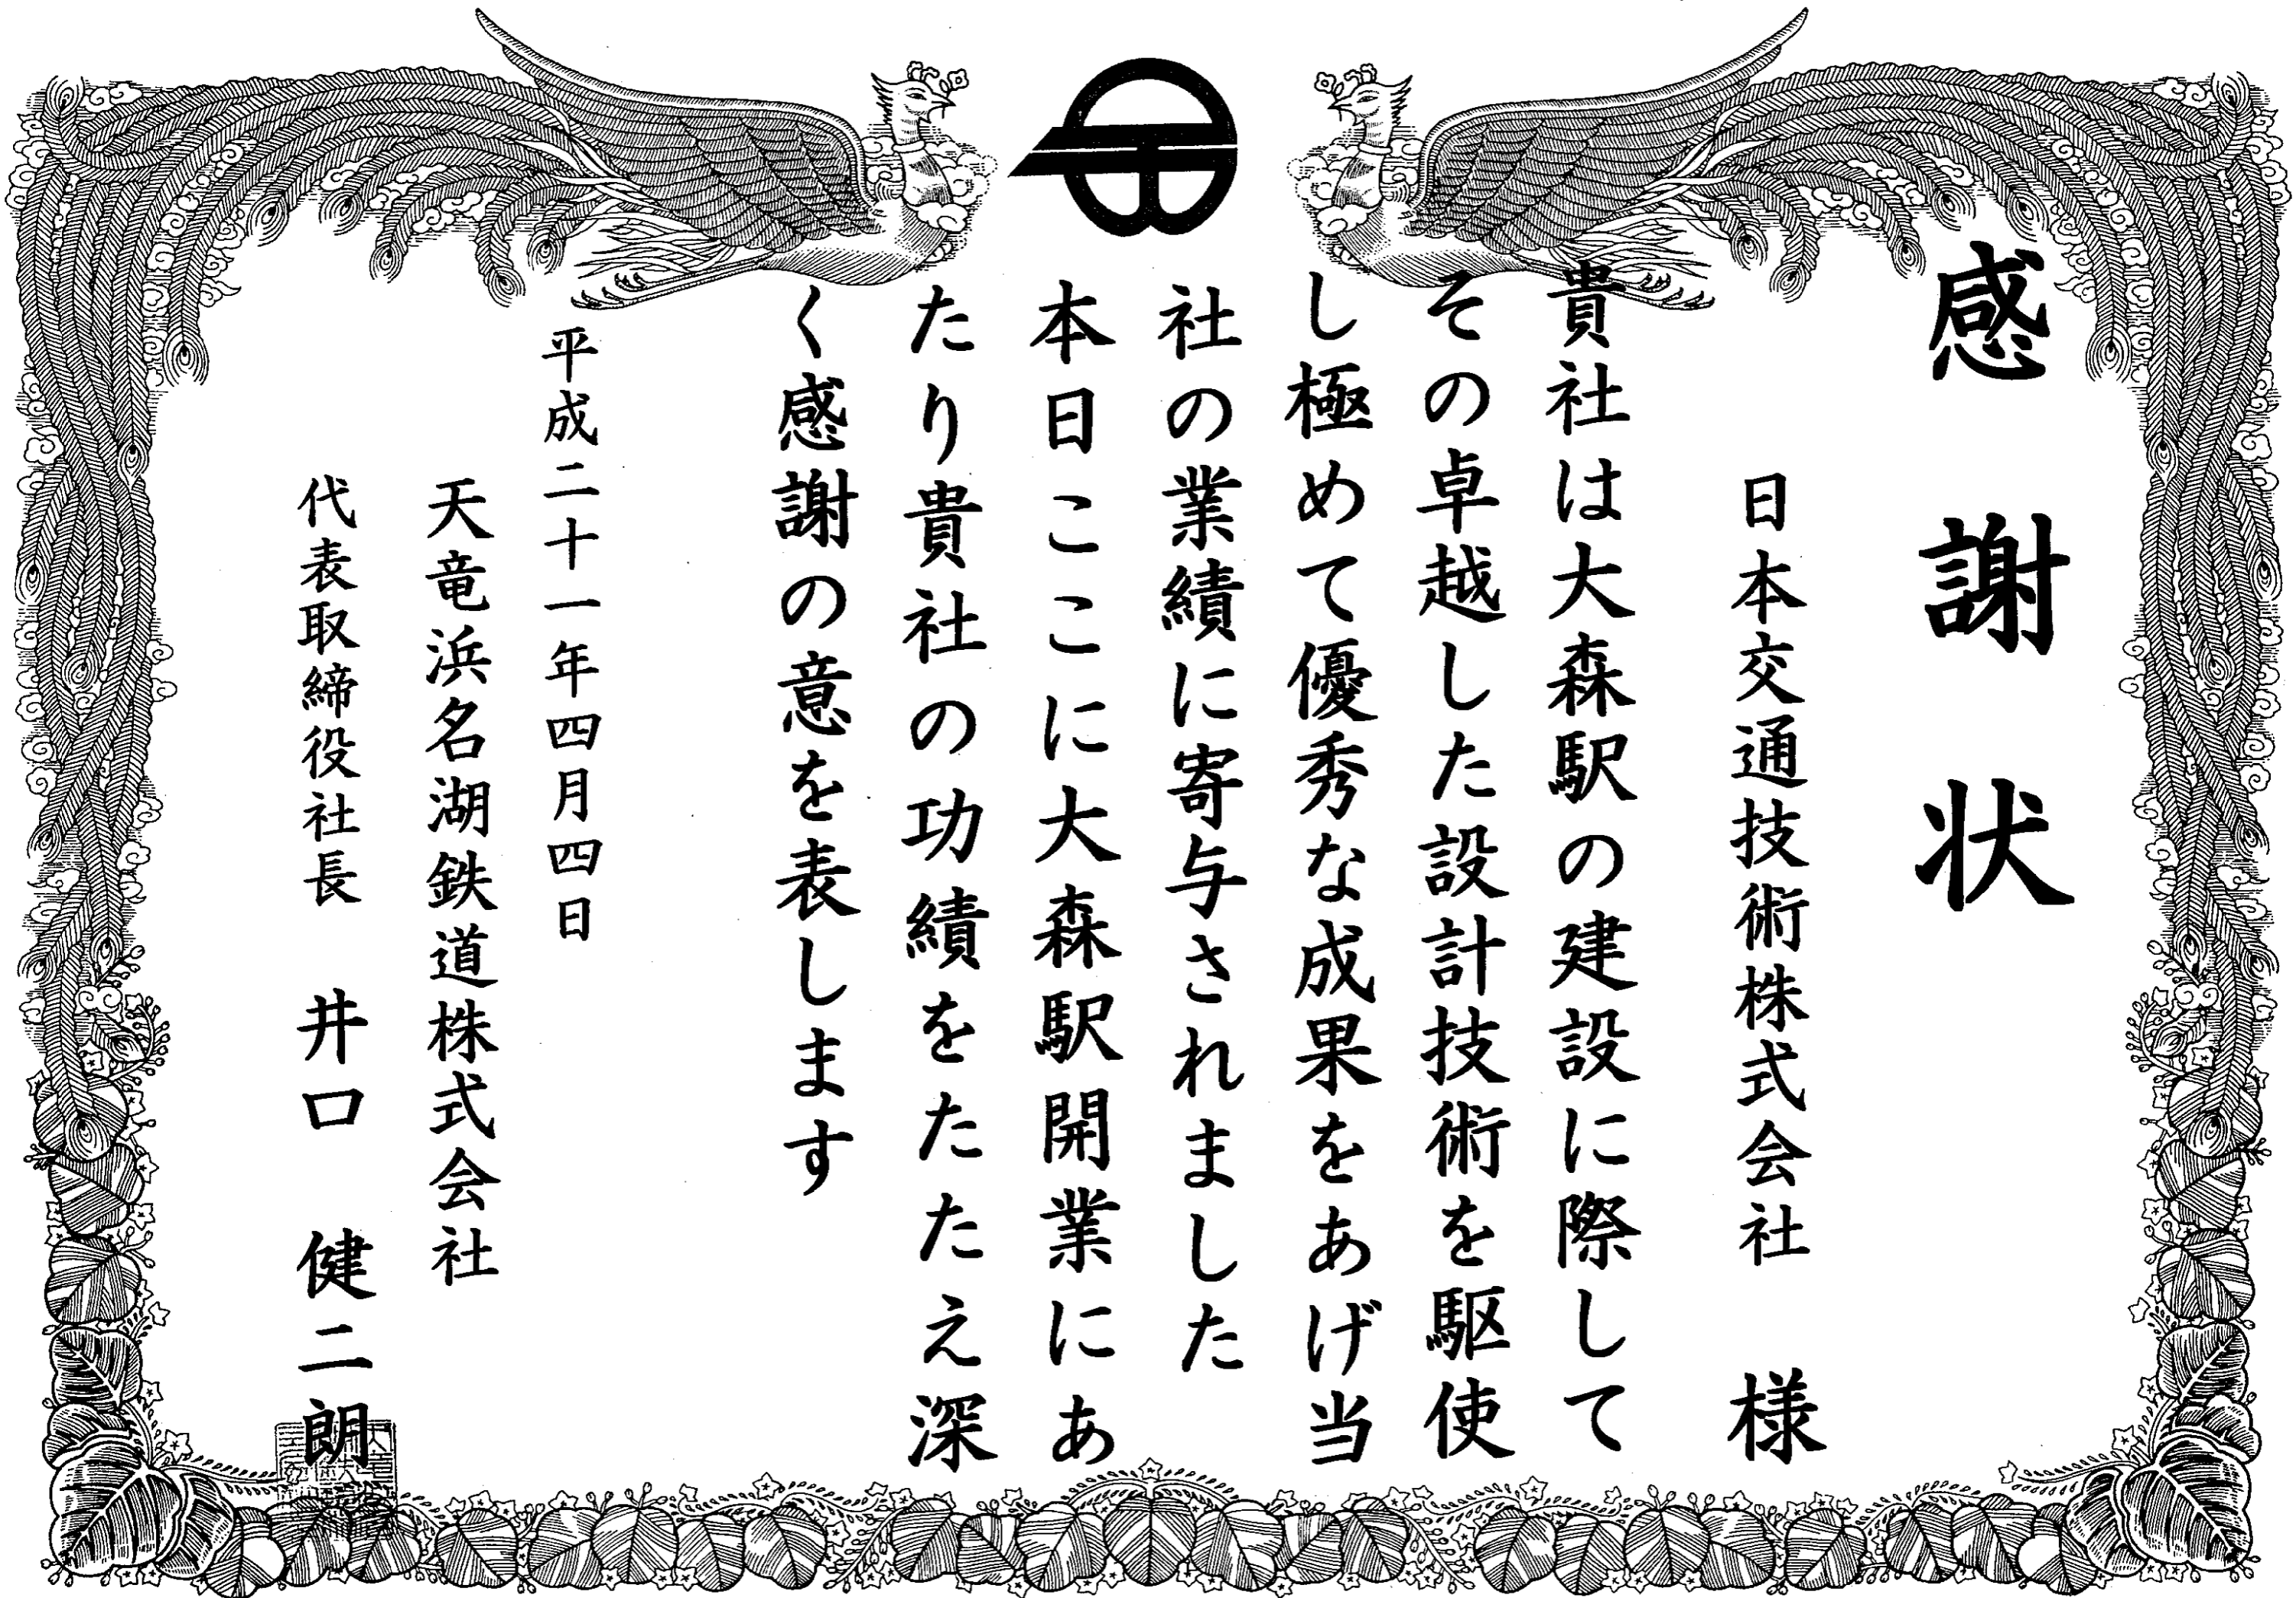 感謝状
日本交通技術株式会社 様
貴社は大森駅の建設に際して
その卓越した設計技術を駆使
し極めて優秀な成果をあげ当
社の業績に寄与されました
本日ここに大森駅開業にあ
たり貴社の功績をたたえ深
く感謝の意を表します
平成二十一年四月四日
天竜浜名湖鉄道株式会社
代表取締役社長 井口 健二朗